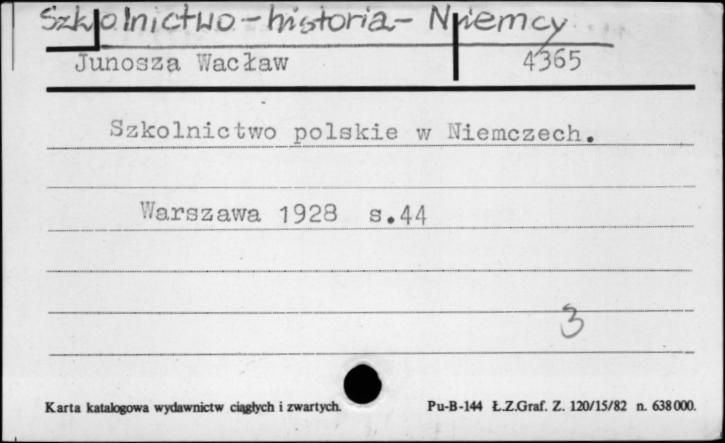 Szkolnictwo - historia - Niemcy
Junosza Wacław 4365
Szkolnictwo polskie w Niemczech.
Warszawa 1928 s.44
3
Karta katalogowa wydawnictw ciągłych i zwartych. Pu-B-144 Ł.Z.Graf. Z. 120/15/82 n. 638000.